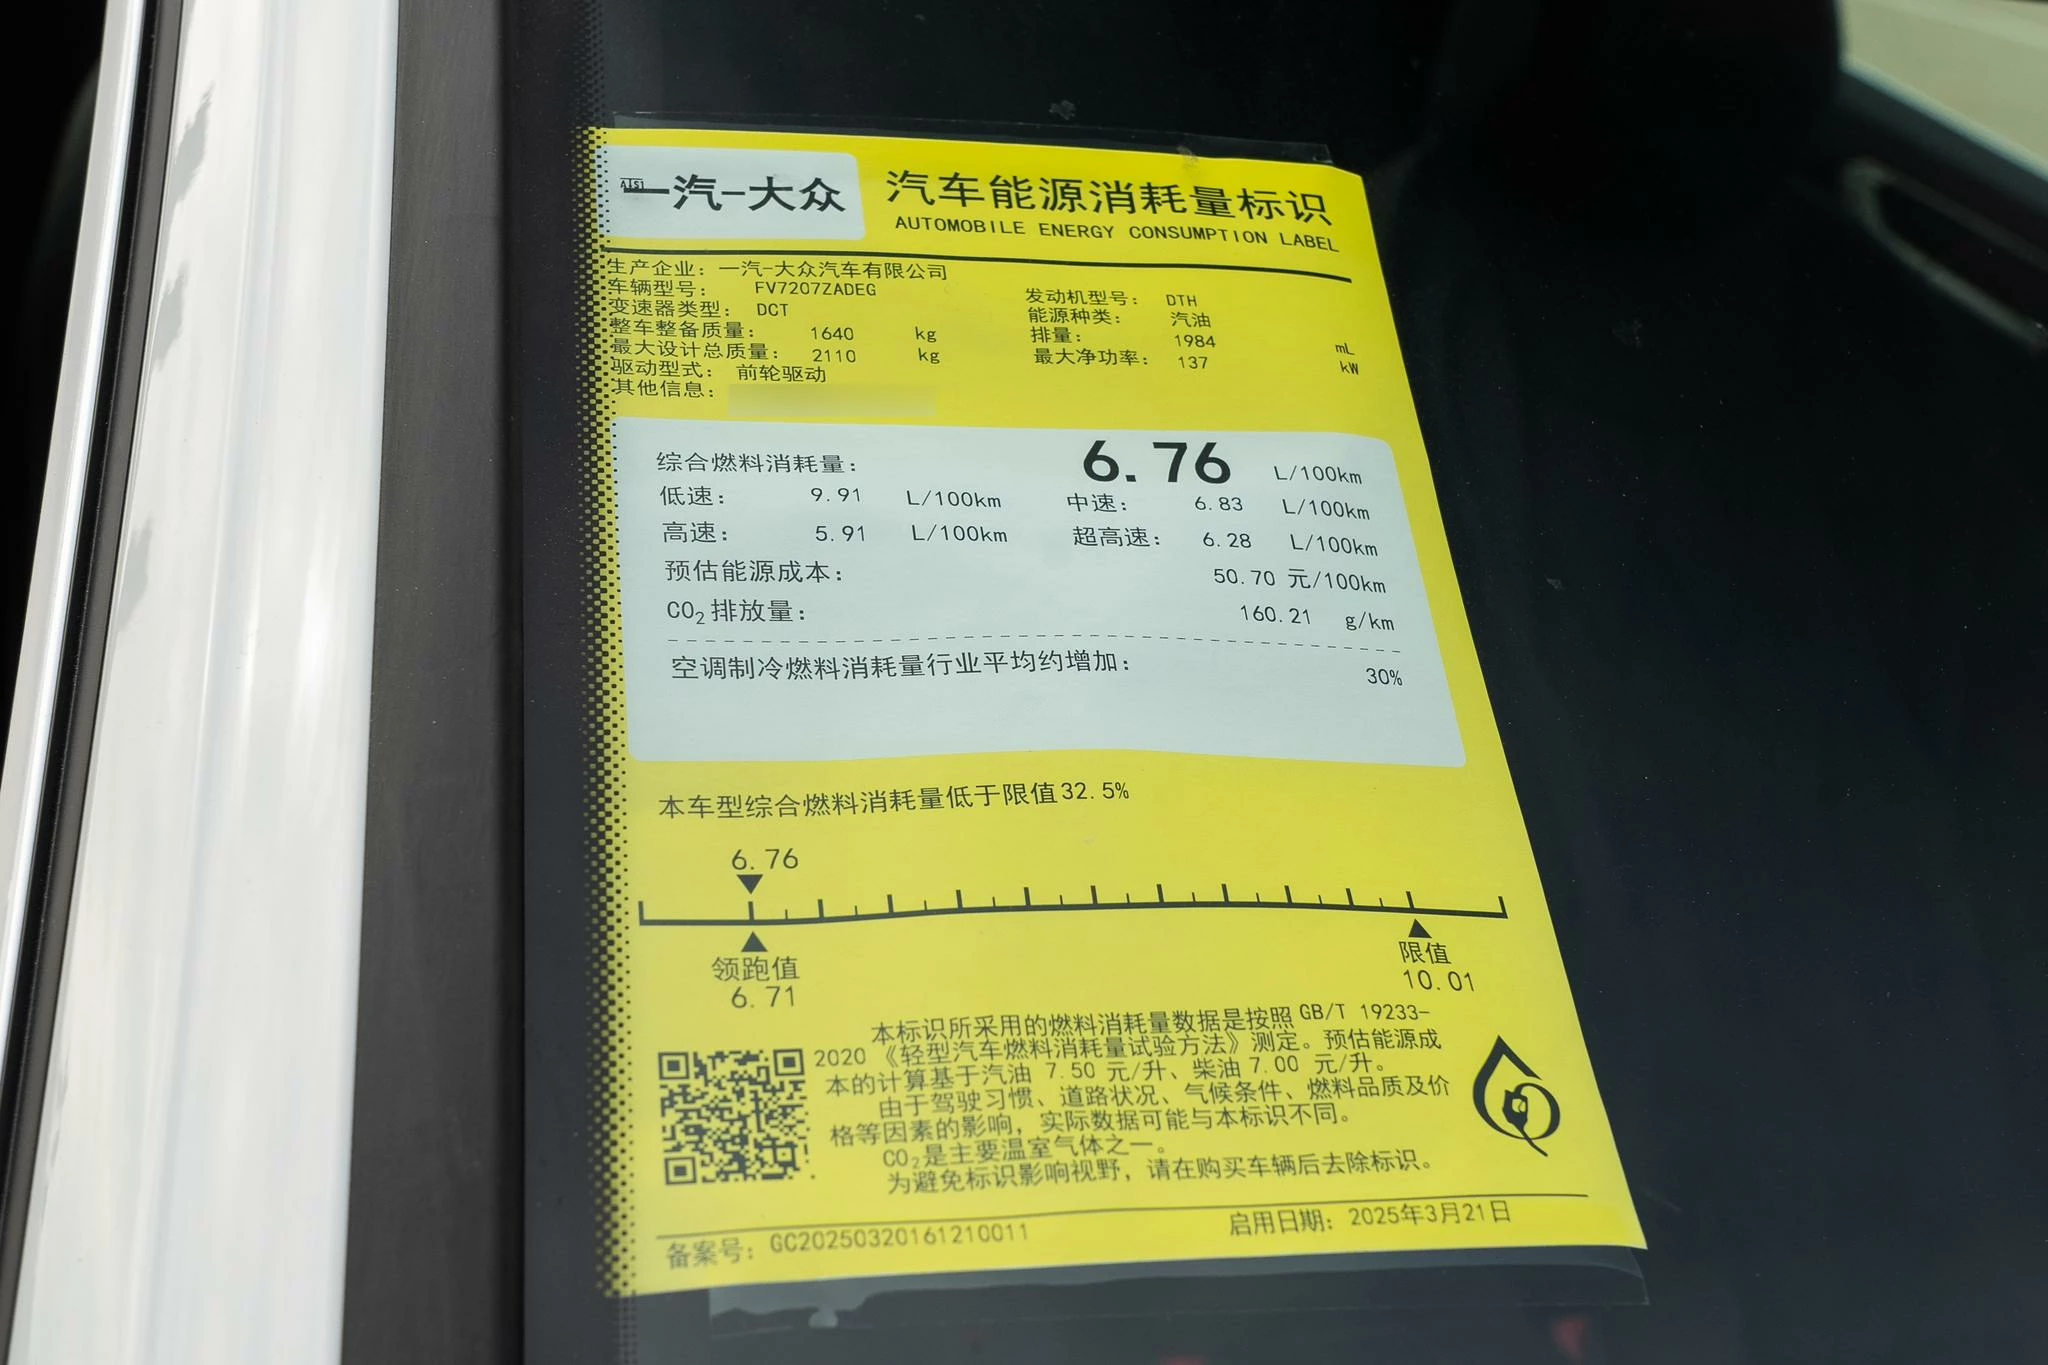 一汽-大众
汽车能源消耗量标识
AUTOMOBILE ENERGY CONSUMPTION LABEL
生产企业：一汽-大众汽车有限公司
车辆型号： FV7207ZADEG 发动机型号： DTH
变速器类型： DCT 能源种类： 汽油
整车整备质量： 1640 kg 排量： 1984 mL
最大设计总质量： 2110 kg 最大净功率： 137 kW
驱动型式： 前轮驱动
其他信息：
综合燃料消耗量： 6.76 L/100km
低速： 9.91 L/100km 中速： 6.83 L/100km
高速： 5.91 L/100km 超高速： 6.28 L/100km
预估能源成本： 50.70 元/100km
CO₂排放量： 160.21 g/km
空调制冷燃料消耗量行业平均约增加： 30%
本车型综合燃料消耗量低于限值32.5%
6.76
领跑值
6.71
限值
10.01
本标识所采用的燃料消耗量数据是按照 GB/T 19233-
2020 《轻型汽车燃料消耗量试验方法》测定。预估能源成
本的计算基于汽油 7.50 元/升、柴油 7.00 元/升。
由于驾驶习惯、道路状况、气候条件、燃料品质及价
格等因素的影响，实际数据可能与本标识不同。
CO₂是主要温室气体之一。
为避免标识影响视野，请在购买车辆后去除标识。
备案号：GC20250320161210011 启用日期：2025年3月21日